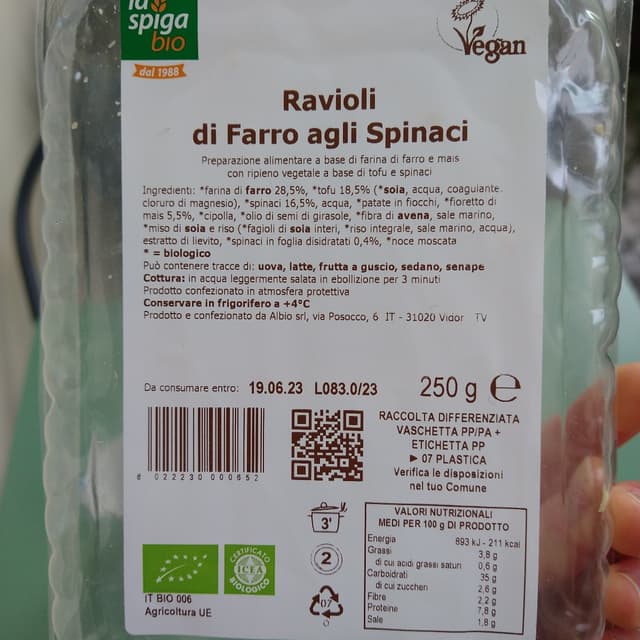 la
spiga
bio
dal 1988
Vegan
Ravioli
di Farro agli Spinaci
Preparazione alimentare a base di farina di farro e mais
con ripieno vegetale a base di tofu e spinaci
Ingredienti: *farina di farro 28,5%, *tofu 18,5% (*soia, acqua, coagulante:
cloruro di magnesio), *spinaci 16,5%, acqua, *patate in fiocchi, *fioretto di
mais 5,5%, *cipolla, *olio di semi di girasole, *fibra di avena, sale marino,
*miso di soia e riso (*fagioli di soia interi, *riso integrale, sale marino, acqua),
estratto di lievito, *spinaci in foglia disidratati 0,4%, *noce moscata
* = biologico
Può contenere tracce di: uova, latte, frutta a guscio, sedano, senape
Cottura: in acqua leggermente salata in ebollizione per 3 minuti
Prodotto confezionato in atmosfera protettiva
Conservare in frigorifero a +4°C
Prodotto e confezionato da Albio srl, via Posocco, 6 IT - 31020 Vidor TV
Da consumare entro: 19.06.23 L083.0/23 250 g e
8 022230 000652
RACCOLTA DIFFERENZIATA
VASCHETTA PP/PA +
ETICHETTA PP
► 07 PLASTICA
Verifica le disposizioni
nel tuo Comune
3'
2
07
CERTIFICATO
ICEA
BIOLOGICO
IT BIO 006
Agricoltura UE
VALORI NUTRIZIONALI
MEDI PER 100 g DI PRODOTTO
Energia 893 kJ - 211 kcal
Grassi 3,8 g
di cui acidi grassi saturi 0,6 g
Carboidrati 35 g
di cui zuccheri 2,6 g
Fibre 2,2 g
Proteine 7,8 g
Sale 1,8 g